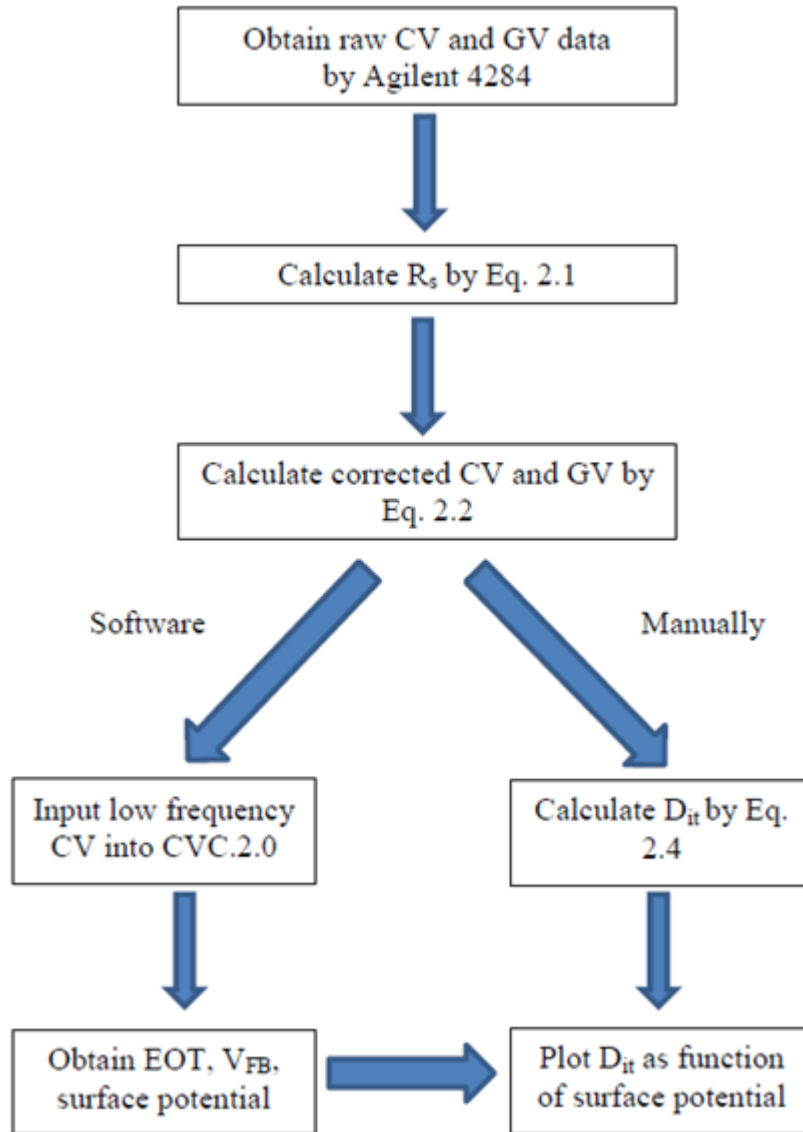 Obtain raw CV and GV data
by Agilent 4284
Calculate Rs by Eq. 2.1
Calculate corrected CV and GV by
Eq. 2.2
Software
Manually
Input low frequency
CV into CVC.2.0
Calculate Dit by Eq.
2.4
Obtain EOT, VFB,
surface potential
Plot Dit as function
of surface potential